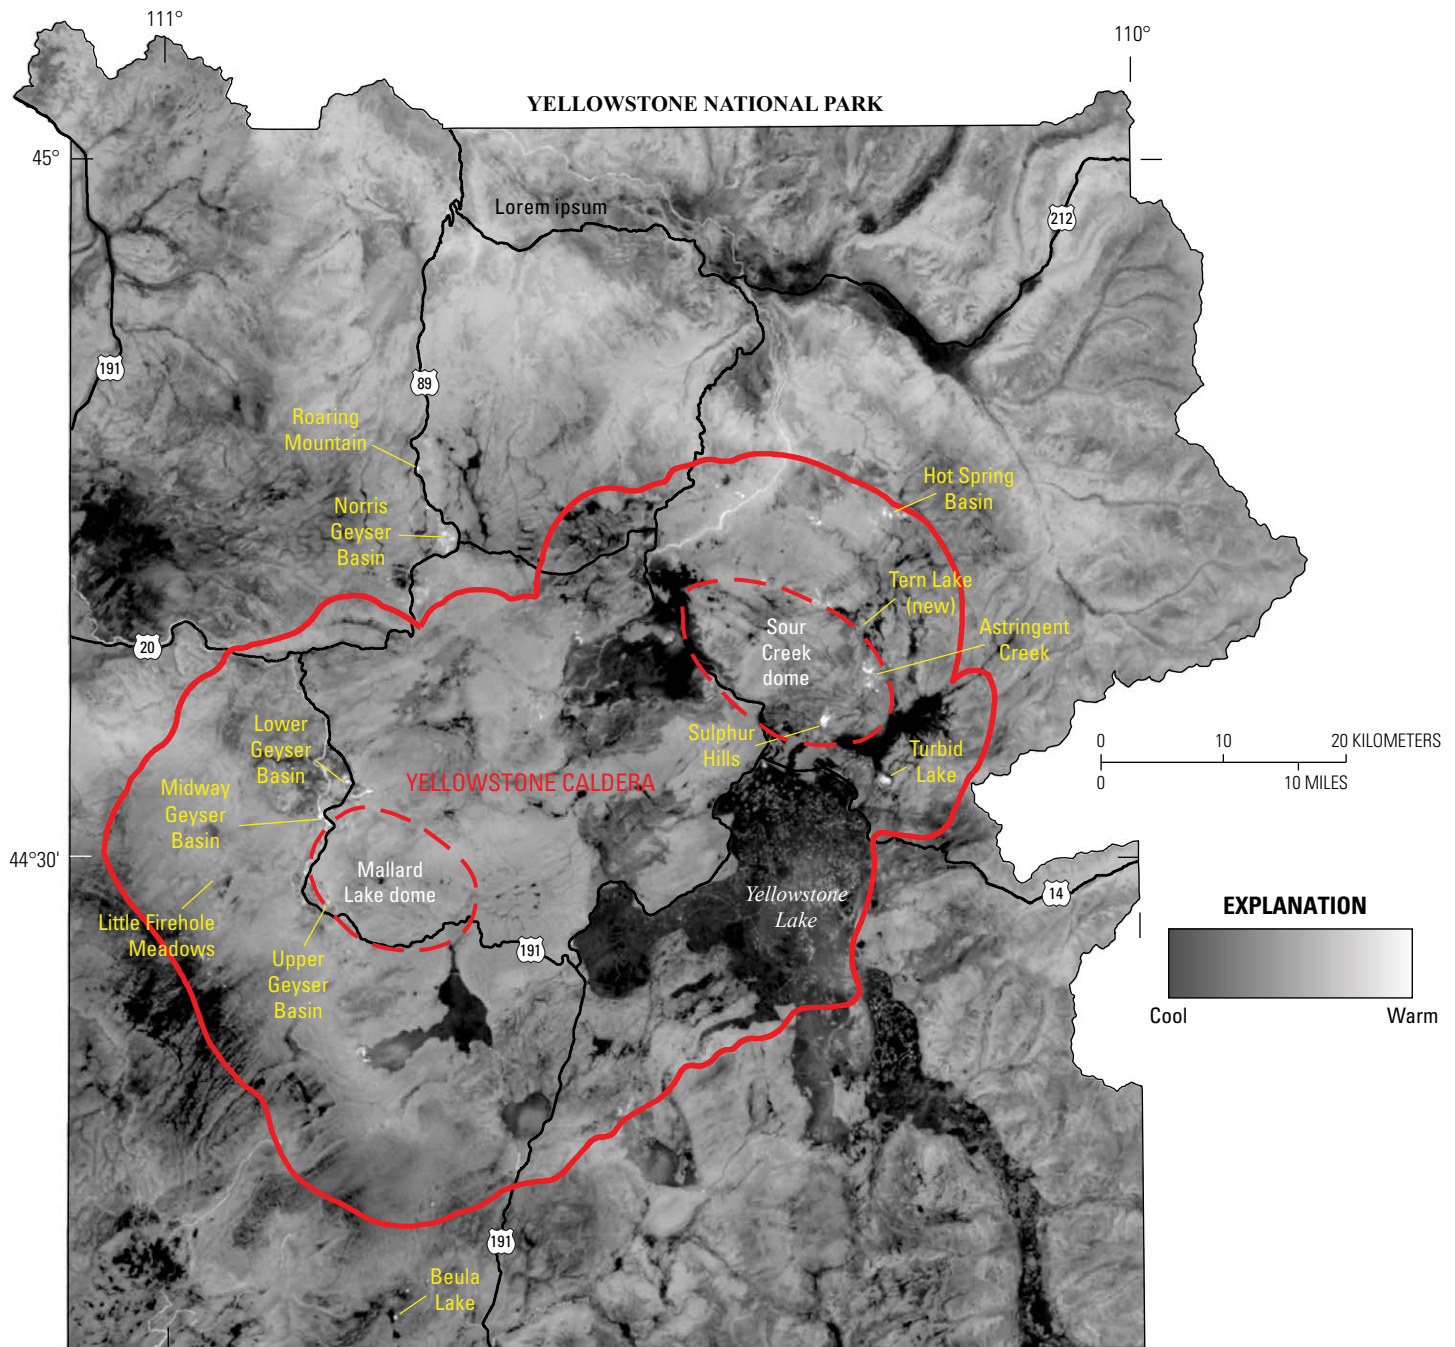 111°
110°
YELLOWSTONE NATIONAL PARK
45°
Lorem ipsum
212
191
89
Roaring
Mountain
Hot Spring
Basin
Norris
Geyser
Basin
Tern Lake
(new)
Astringent
Creek
Sour
Creek
dome
20
Lower
Geyser
Basin
Sulphur
Hills
Turbid
Lake
0 10 20 KILOMETERS
0 10 MILES
YELLOWSTONE CALDERA
Midway
Geyser
Basin
44°30'
Mallard
Lake dome
Yellowstone
Lake
14
EXPLANATION
Cool Warm
Little Firehole
Meadows
191
Upper
Geyser
Basin
191
Beula
Lake